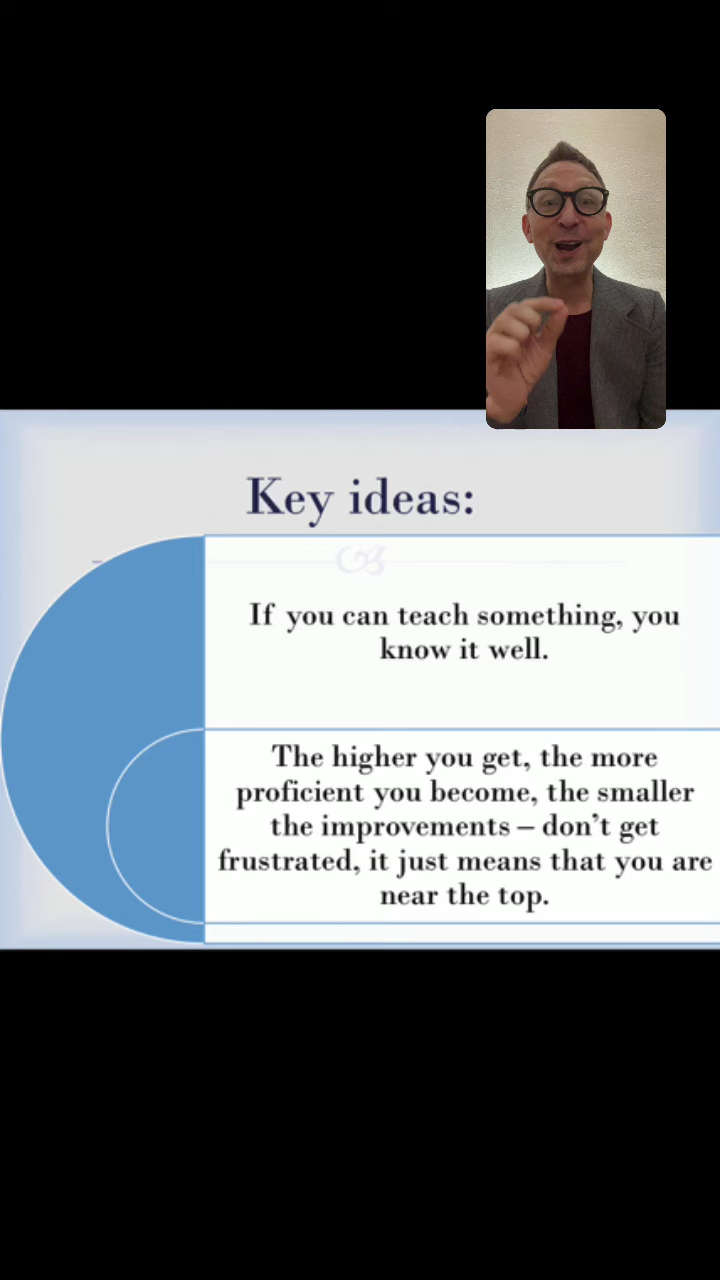 Key ideas:
If you can teach something, you
know it well.
The higher you get, the more
proficient you become, the smaller
the improvements – don’t get
frustrated, it just means that you are
near the top.